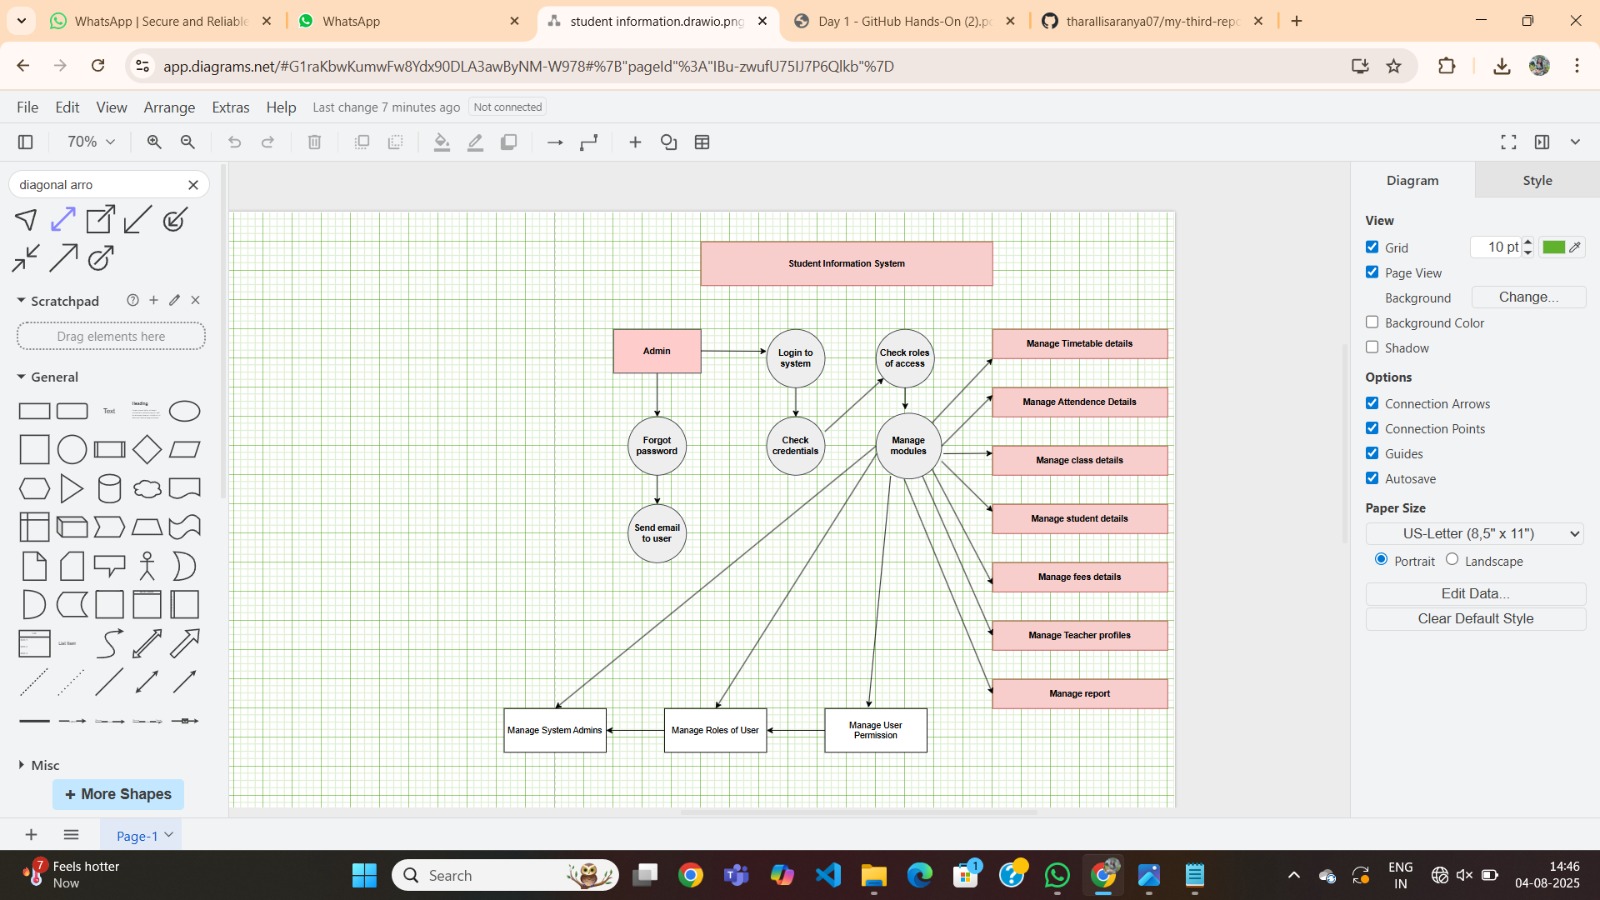 WhatsApp | Secure and Reliable
WhatsApp
student information.drawio.png
Day 1 - GitHub Hands-On (2).p
tharallisaranya07/my-third-repo
app.diagrams.net/#G1raKbwKumwFw8Ydx90DLA3awByNM-W978#%7B"pageId"%3A"IBu-zwufU75IJ7P6Qlkb"%7D
File Edit View Arrange Extras Help Last change 7 minutes ago Not connected
70%
diagonal arro
Scratchpad
Drag elements here
General
Text
Heading
List Item
Misc
+ More Shapes
Student Information System
Admin
Login to
system
Check roles
of access
Forgot
password
Check
credentials
Manage
modules
Send email
to user
Manage Timetable details
Manage Attendence Details
Manage class details
Manage student details
Manage fees details
Manage Teacher profiles
Manage report
Manage System Admins
Manage Roles of User
Manage User
Permission
Diagram
Style
View
Grid
10 pt
Page View
Background
Change...
Background Color
Shadow
Options
Connection Arrows
Connection Points
Guides
Autosave
Paper Size
US-Letter (8,5" x 11")
Portrait
Landscape
Edit Data...
Clear Default Style
Page-1
7
Feels hotter
Now
Search
1
ENG
IN
14:46
04-08-2025